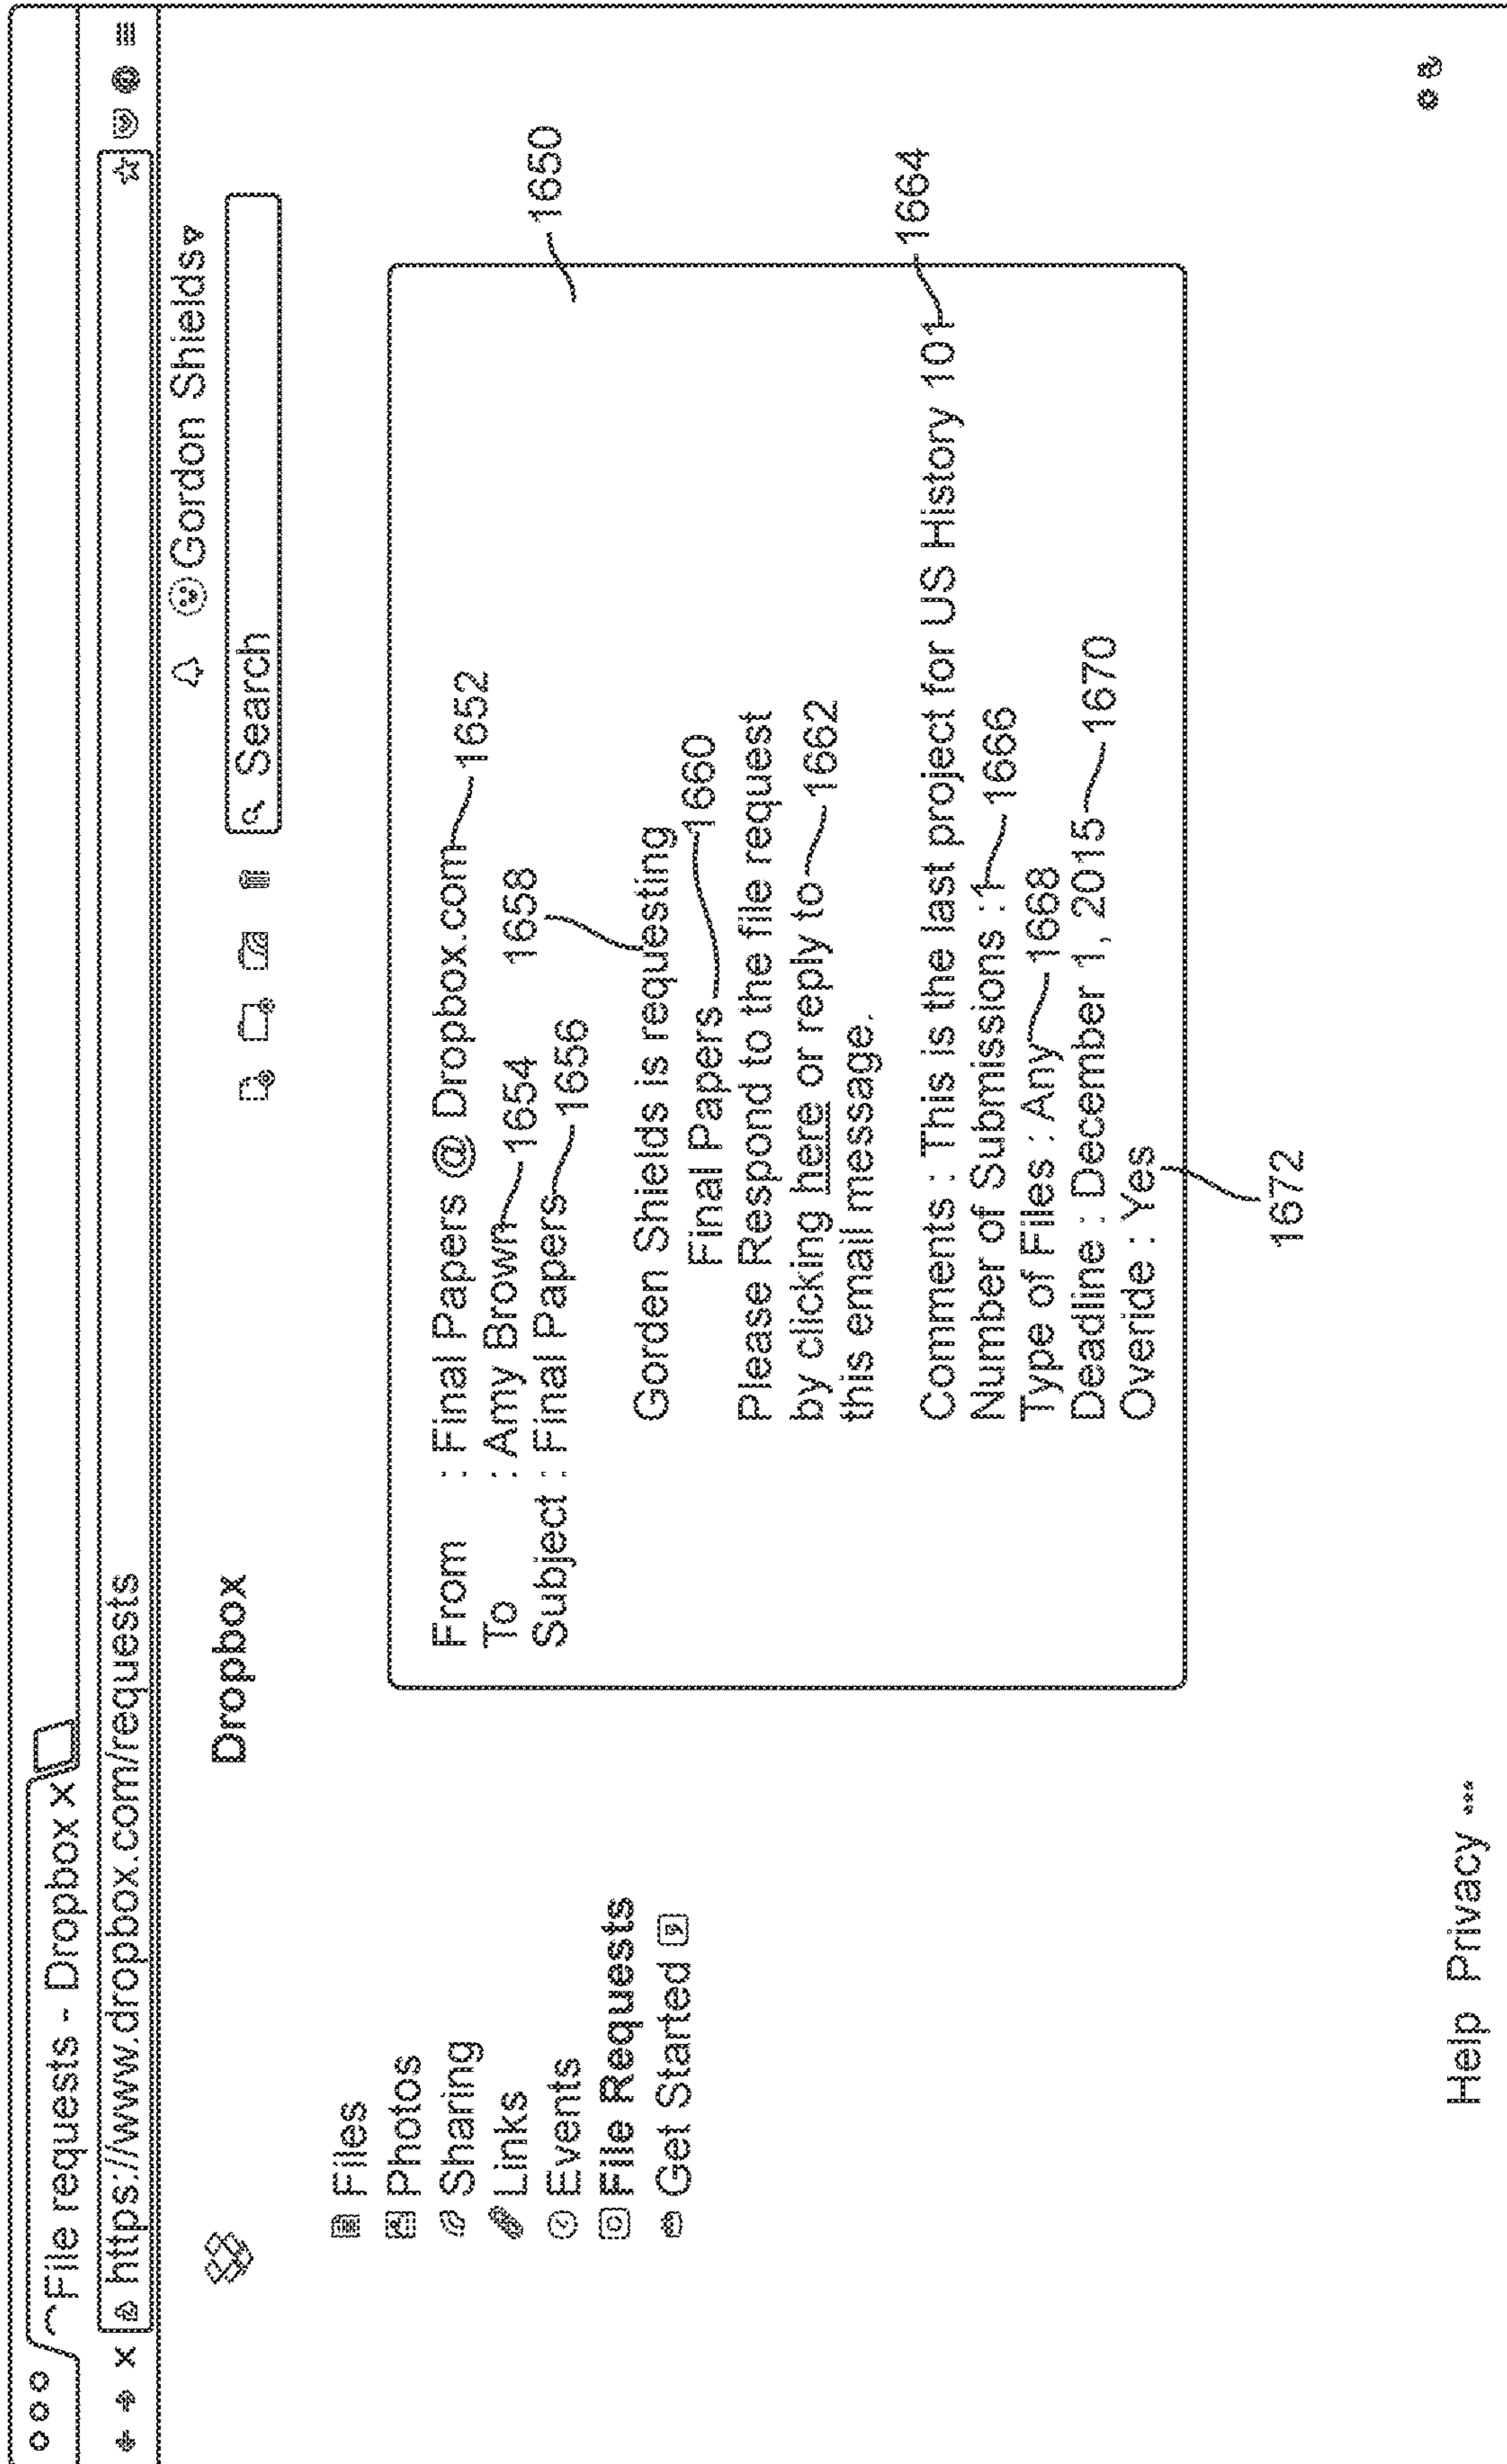 File requests - Dropbox x
x https://www.dropbox.com/requests
Gordon Shields
Dropbox
Search
Files
Photos
Sharing
Links
Events
File Requests
Get Started
From : Final Papers @ Dropbox.com 1652
To : Amy Brown 1654
Subject : Final Papers 1656
1650
1658
Gorden Shields is requesting
Final Papers 1660
Please Respond to the file request
by clicking here or reply to 1662
this email message.
1664
Comments : This is the last project for US History 101
Number of Submissions : 1 1666
Type of Files : Any 1668
Deadline : December 1, 2015 1670
Overide : Yes
1672
Help Privacy ...